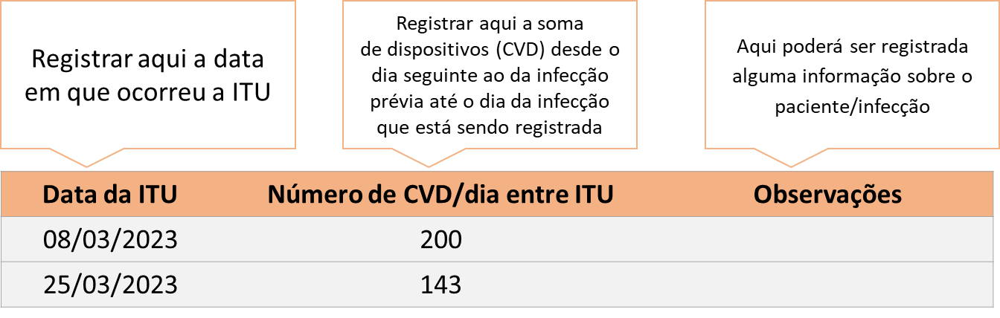 Registrar aqui a data
em que ocorreu a ITU
Registrar aqui a soma
de dispositivos (CVD) desde o
dia seguinte ao da infecção
prévia até o dia da infecção
que está sendo registrada
Aqui poderá ser registrada
alguma informação sobre o
paciente/infecção
Data da ITU Número de CVD/dia entre ITU Observações
08/03/2023 200
25/03/2023 143